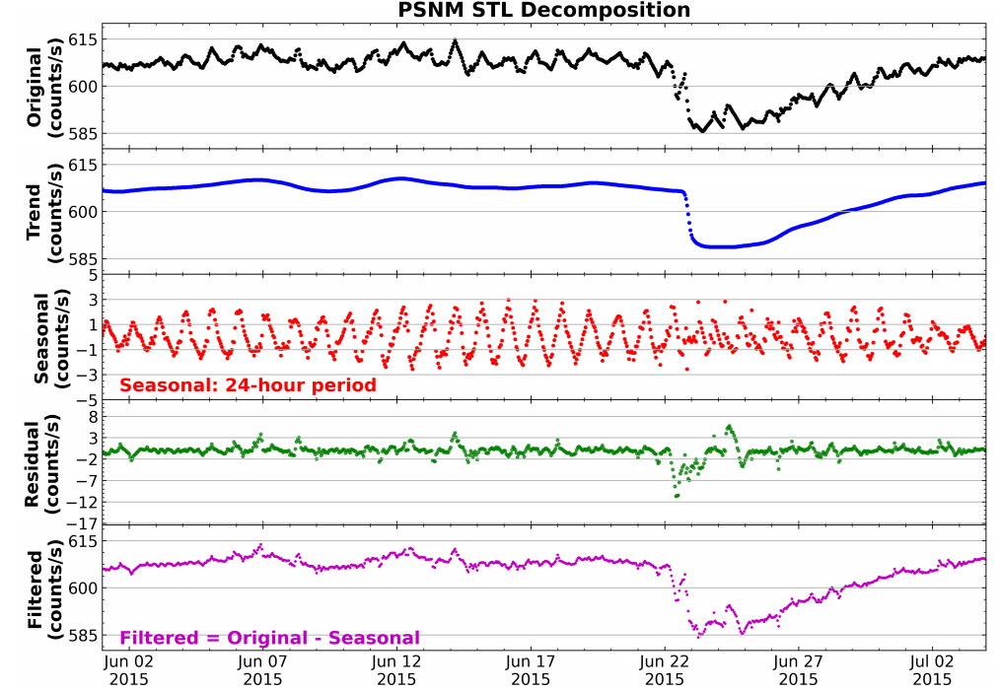 PSNM STL Decomposition
Original
(counts/s)
615
600
585
Trend
(counts/s)
615
600
585
Seasonal
(counts/s)
5
3
1
−1
−3
−5
Seasonal: 24-hour period
Residual
(counts/s)
8
3
−2
−7
−12
−17
Filtered
(counts/s)
615
600
585
Filtered = Original - Seasonal
Jun 02 Jun 07 Jun 12 Jun 17 Jun 22 Jun 27 Jul 02
2015 2015 2015 2015 2015 2015 2015